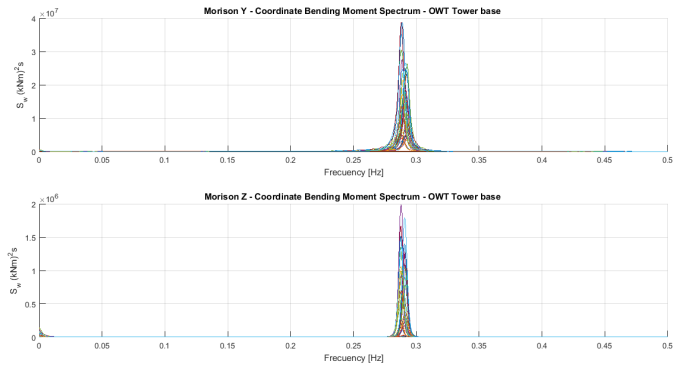 Morison Y - Coordinate Bending Moment Spectrum - OWT Tower base
×10^7
4
3
2
1
0
S_w (kNm)^2s
0 0.05 0.1 0.15 0.2 0.25 0.3 0.35 0.4 0.45 0.5
Frecuency [Hz]
Morison Z - Coordinate Bending Moment Spectrum - OWT Tower base
×10^6
2
1.5
1
0.5
0
S_w (kNm)^2s
0 0.05 0.1 0.15 0.2 0.25 0.3 0.35 0.4 0.45 0.5
Frecuency [Hz]